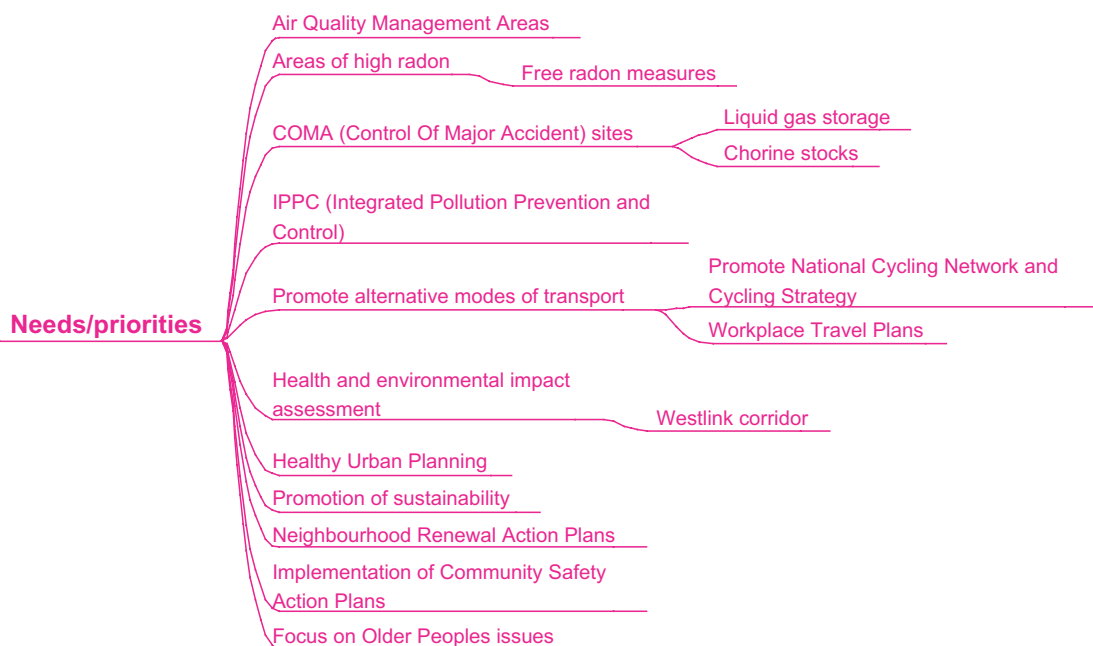 Air Quality Management Areas
Areas of high radon
Free radon measures
COMA (Control Of Major Accident) sites
Liquid gas storage
Chorine stocks
IPPC (Integrated Pollution Prevention and
Control)
Promote alternative modes of transport
Promote National Cycling Network and
Cycling Strategy
Workplace Travel Plans
Needs/priorities
Health and environmental impact
assessment
Westlink corridor
Healthy Urban Planning
Promotion of sustainability
Neighbourhood Renewal Action Plans
Implementation of Community Safety
Action Plans
Focus on Older Peoples issues